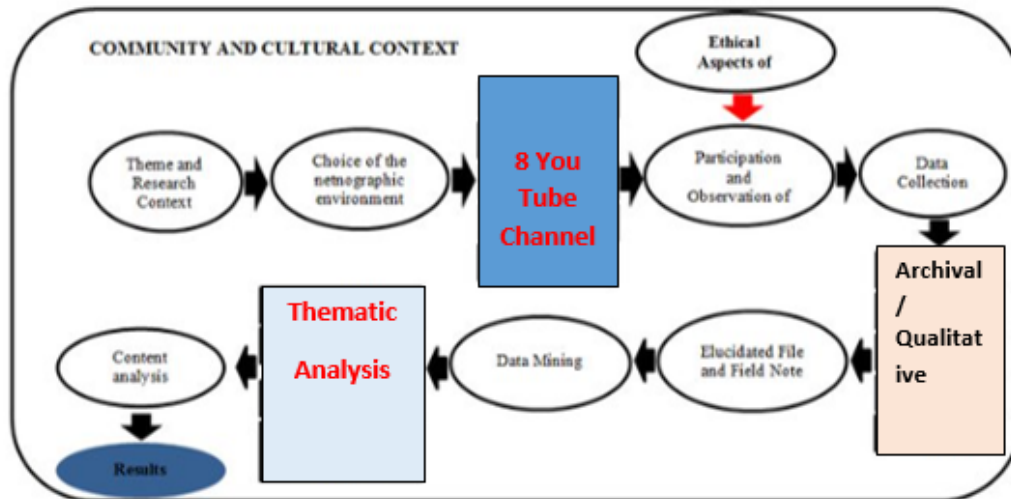 COMMUNITY AND CULTURAL CONTEXT
Ethical
Aspects of
Theme and
Research
Context
Choice of the
netnographic
environment
8 You
Tube
Channel
Participation
and
Observation of
Data
Collection
Archival
/
Qualitat
ive
Elucidated File
and Field Note
Data Mining
Thematic
Analysis
Content
analysis
Results